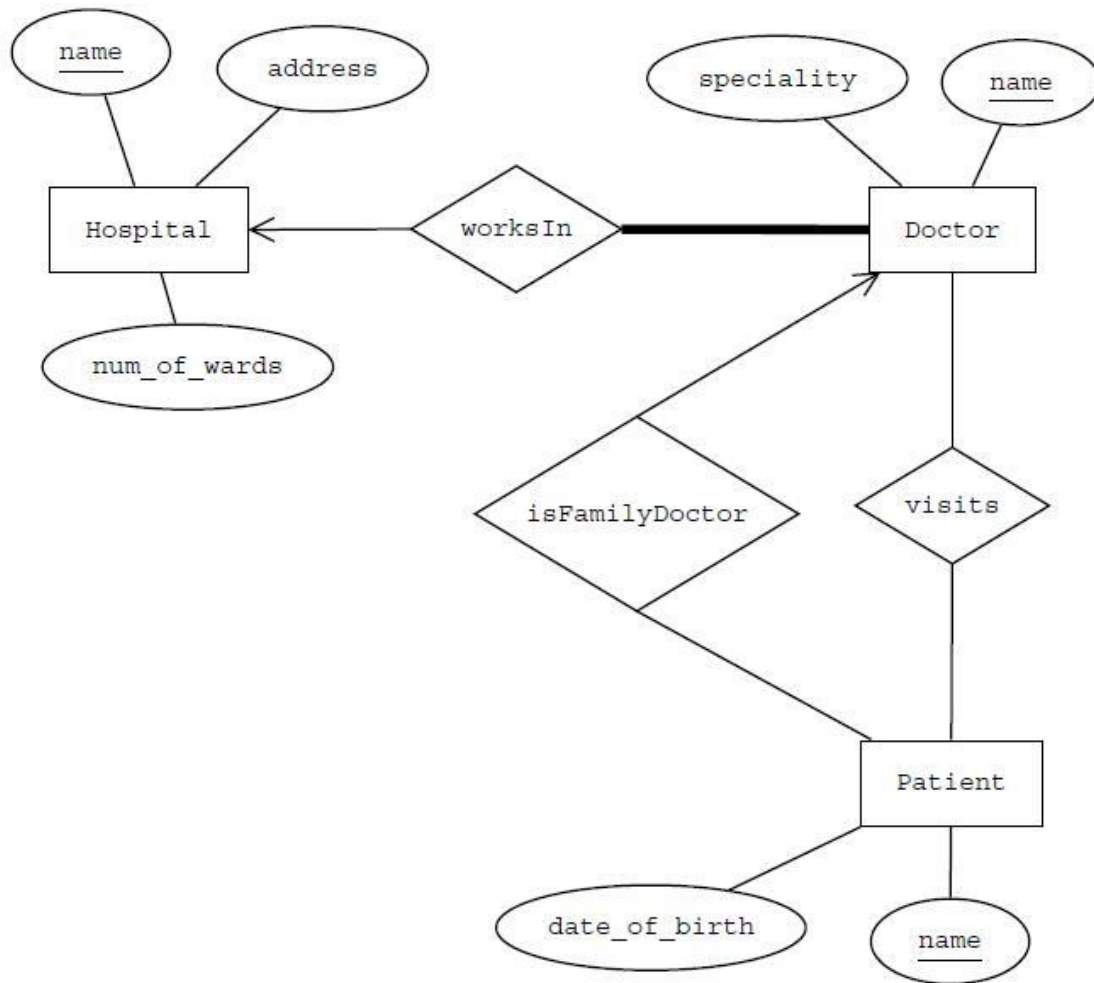 name
address
speciality
name
Hospital
worksIn
Doctor
num_of_wards
isFamilyDoctor
visits
Patient
date_of_birth
name